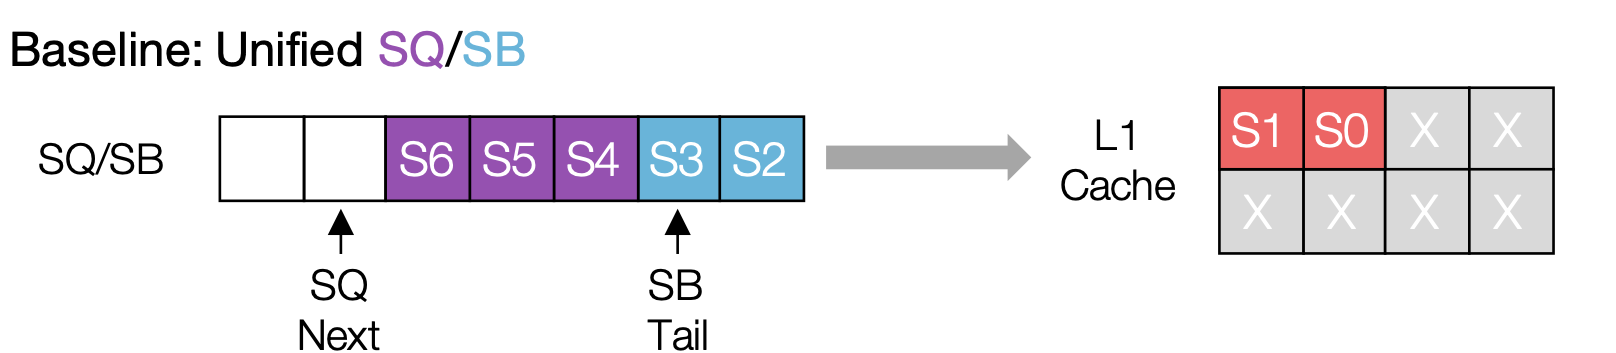 Baseline: Unified SQ/SB
SQ/SB
S6 S5 S4 S3 S2
SQ
Next
SB
Tail
L1
Cache
S1 S0 X X
X X X X